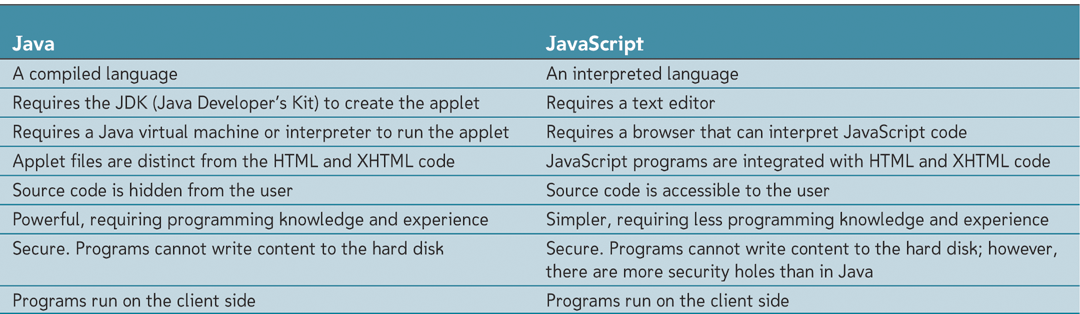 Java JavaScript
A compiled language An interpreted language
Requires the JDK (Java Developer's Kit) to create the applet Requires a text editor
Requires a Java virtual machine or interpreter to run the applet Requires a browser that can interpret JavaScript code
Applet files are distinct from the HTML and XHTML code JavaScript programs are integrated with HTML and XHTML code
Source code is hidden from the user Source code is accessible to the user
Powerful, requiring programming knowledge and experience Simpler, requiring less programming knowledge and experience
Secure. Programs cannot write content to the hard disk Secure. Programs cannot write content to the hard disk; however,
there are more security holes than in Java
Programs run on the client side Programs run on the client side